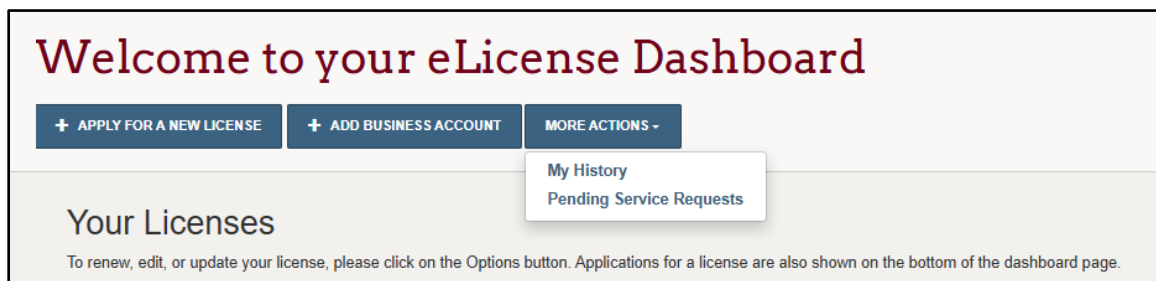 Welcome to your eLicense Dashboard
+ APPLY FOR A NEW LICENSE
+ ADD BUSINESS ACCOUNT
MORE ACTIONS
My History
Pending Service Requests
Your Licenses
To renew, edit, or update your license, please click on the Options button. Applications for a license are also shown on the bottom of the dashboard page.